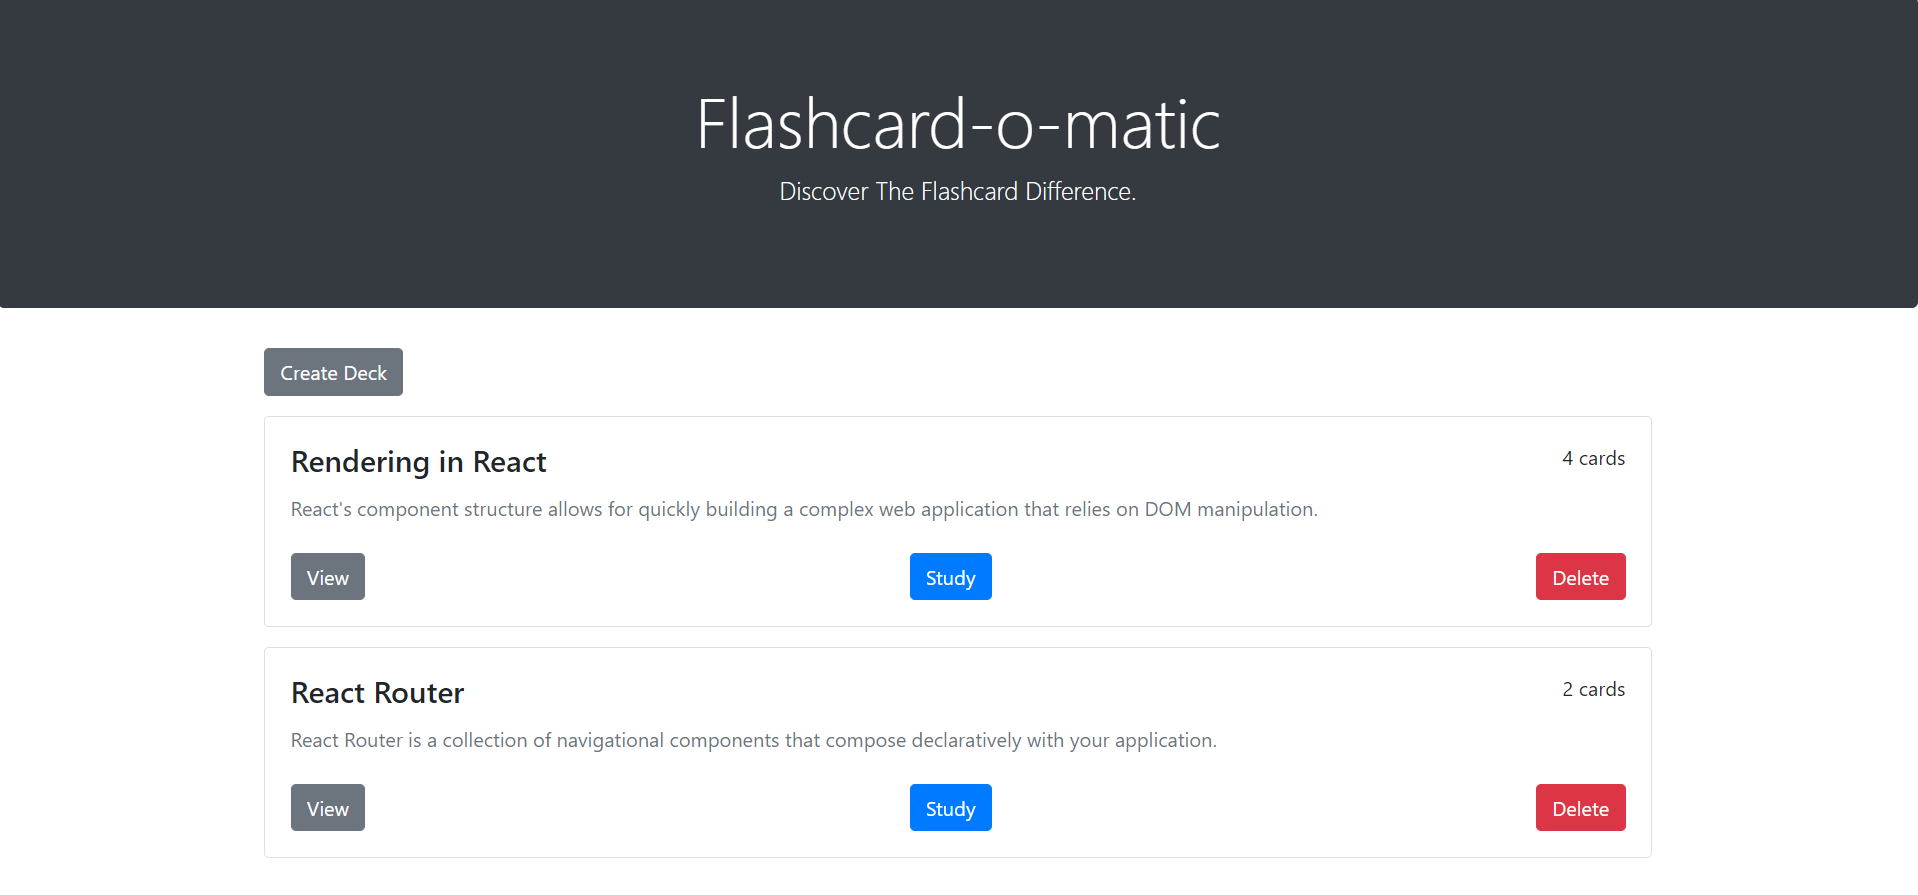 Flashcard-o-matic
Discover The Flashcard Difference.
Create Deck
Rendering in React
4 cards
React's component structure allows for quickly building a complex web application that relies on DOM manipulation.
View
Study
Delete
React Router
2 cards
React Router is a collection of navigational components that compose declaratively with your application.
View
Study
Delete